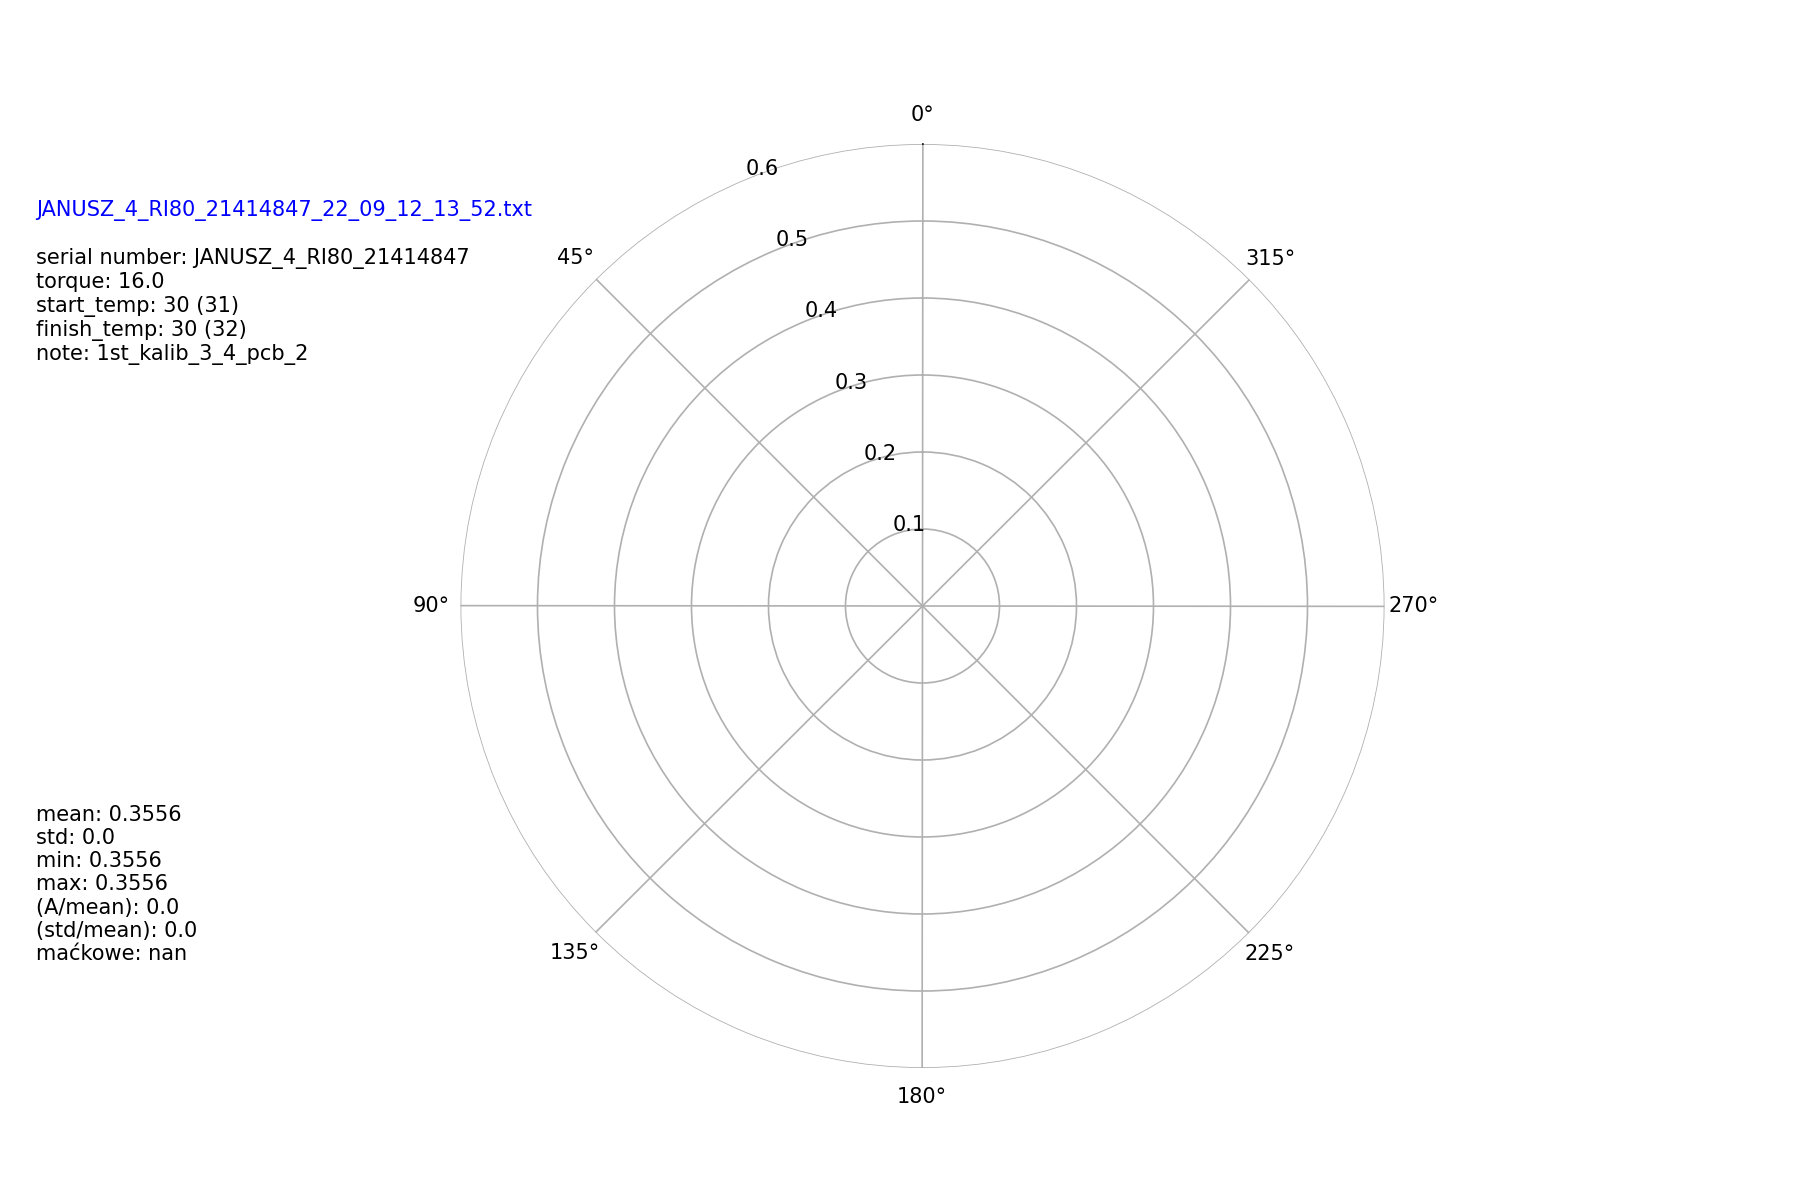 0°
0.6
JANUSZ_4_RI80_21414847_22_09_12_13_52.txt
0.5
serial number: JANUSZ_4_RI80_21414847
45°
315°
torque: 16.0
start_temp: 30 (31)
0.4
finish_temp: 30 (32)
note: 1st_kalib_3_4_pcb_2
0.3
0.2
0.1
90°
270°
mean: 0.3556
std: 0.0
min: 0.3556
max: 0.3556
(A/mean): 0.0
(std/mean): 0.0
maćkowe: nan
135°
225°
180°